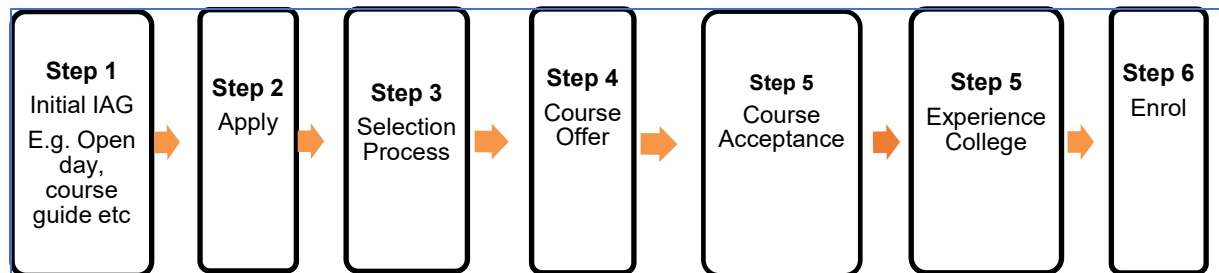 Step 1
Initial IAG
E.g. Open
day,
course
guide etc
Step 2
Apply
Step 3
Selection
Process
Step 4
Course
Offer
Step 5
Course
Acceptance
Step 5
Experience
College
Step 6
Enrol